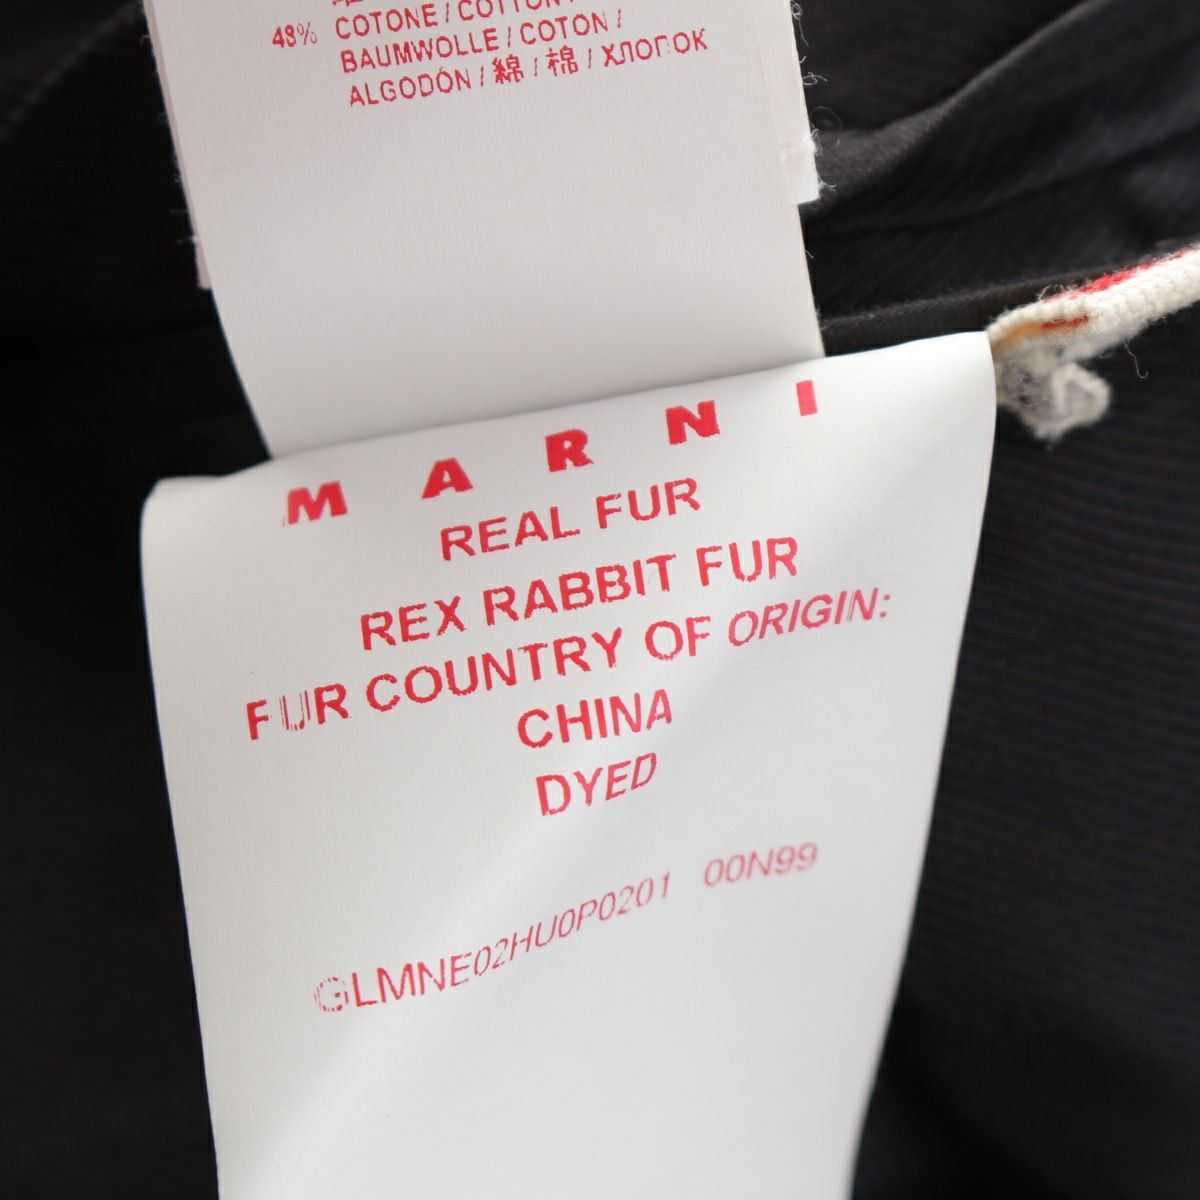 48% COTONE / COTTON /
BAUMWOLLE / COTON /
ALGODÓN / 綿 / 棉 / ХЛОПОК
MARNI
REAL FUR
REX RABBIT FUR
FUR COUNTRY OF ORIGIN:
CHINA
DYED
GLMNE02HU0P0201 00N99